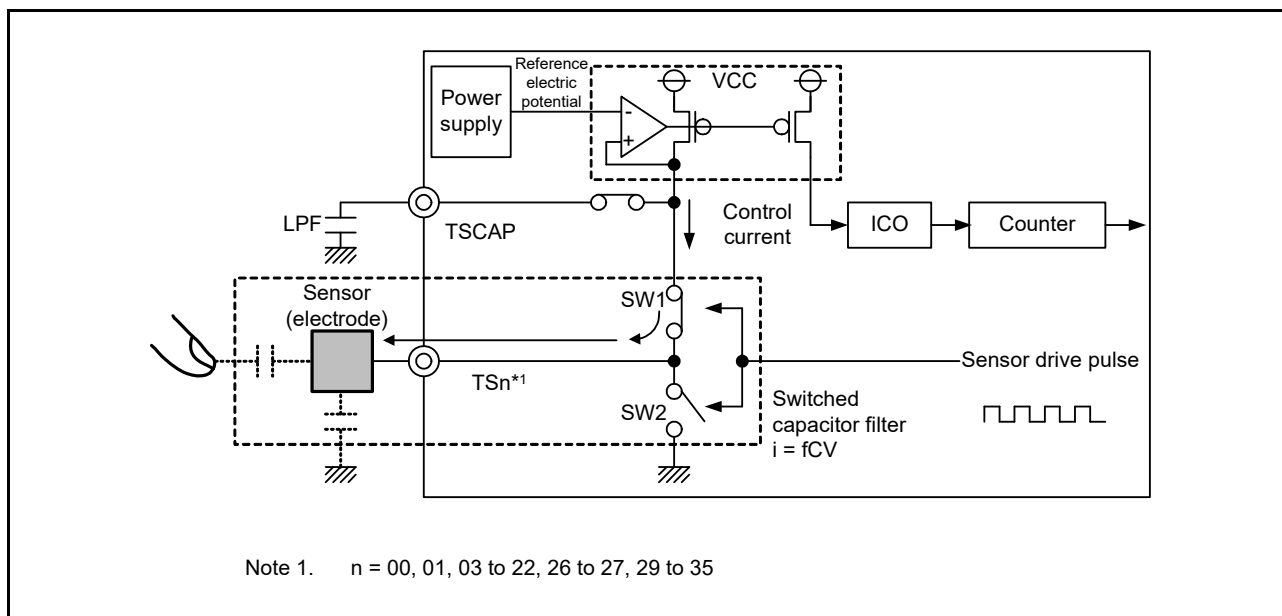 Reference
electric
potential
VCC
Power
supply
-
+
LPF
TSCAP
Control
current
ICO
Counter
Sensor
(electrode)
SW1
TSn*1
Sensor drive pulse
SW2
Switched
capacitor filter
i = fCV
Note 1. n = 00, 01, 03 to 22, 26 to 27, 29 to 35